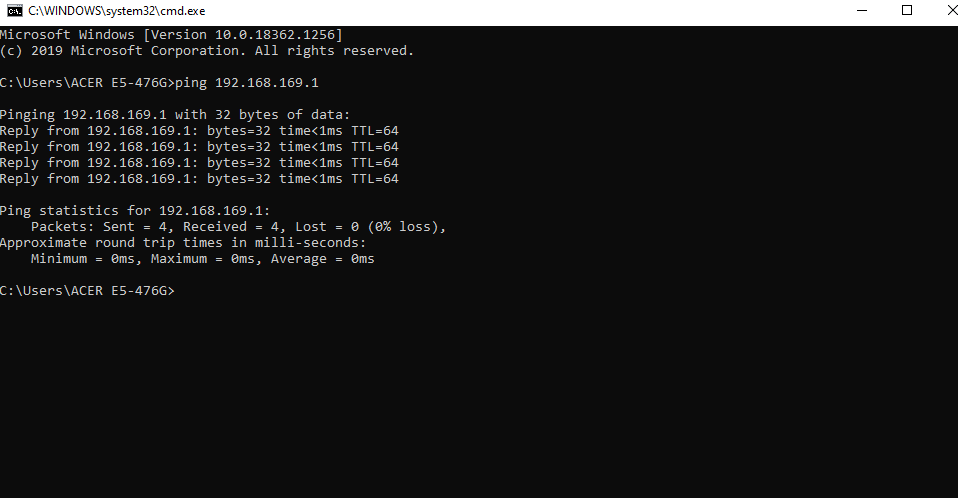 C:\WINDOWS\system32\cmd.exe
Microsoft Windows [Version 10.0.18362.1256]
(c) 2019 Microsoft Corporation. All rights reserved.
C:\Users\ACER E5-476G>ping 192.168.169.1
Pinging 192.168.169.1 with 32 bytes of data:
Reply from 192.168.169.1: bytes=32 time<1ms TTL=64
Reply from 192.168.169.1: bytes=32 time<1ms TTL=64
Reply from 192.168.169.1: bytes=32 time<1ms TTL=64
Reply from 192.168.169.1: bytes=32 time<1ms TTL=64
Ping statistics for 192.168.169.1:
    Packets: Sent = 4, Received = 4, Lost = 0 (0% loss),
Approximate round trip times in milli-seconds:
    Minimum = 0ms, Maximum = 0ms, Average = 0ms
C:\Users\ACER E5-476G>